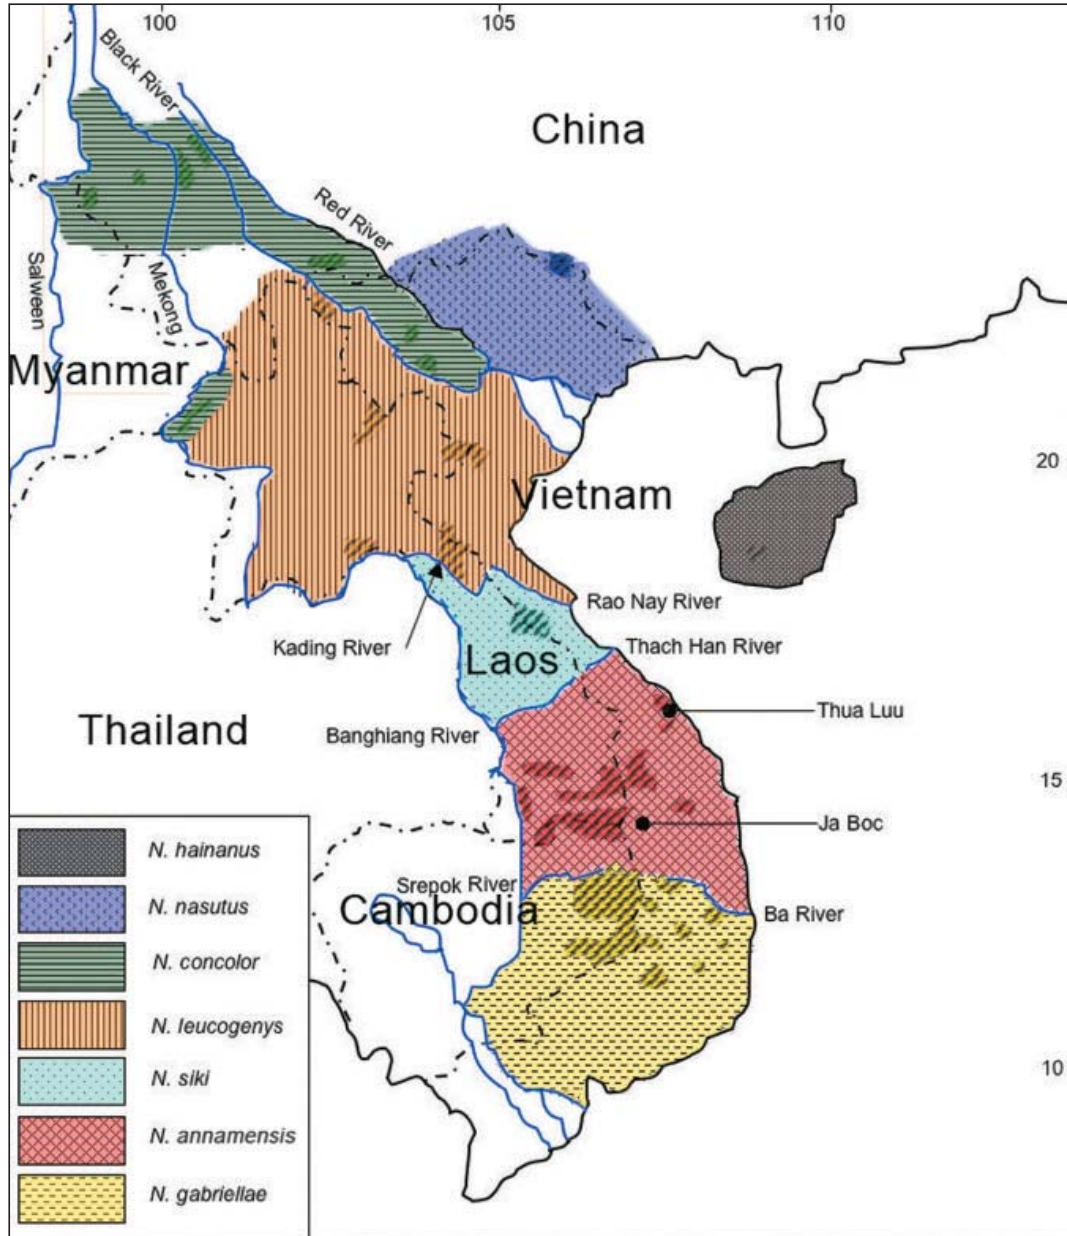 100 105 110
Black River
China
Red River
Salween
Mekong
Myanmar
20
Vietnam
Rao Nay River
Kading River
Thach Han River
Laos
Thua Luu
Thailand
Banghiang River
15
Ja Boc
Srepok River
Cambodia
Ba River
10
N. hainanus
N. nasutus
N. concolor
N. leucogenys
N. siki
N. annamensis
N. gabriellae